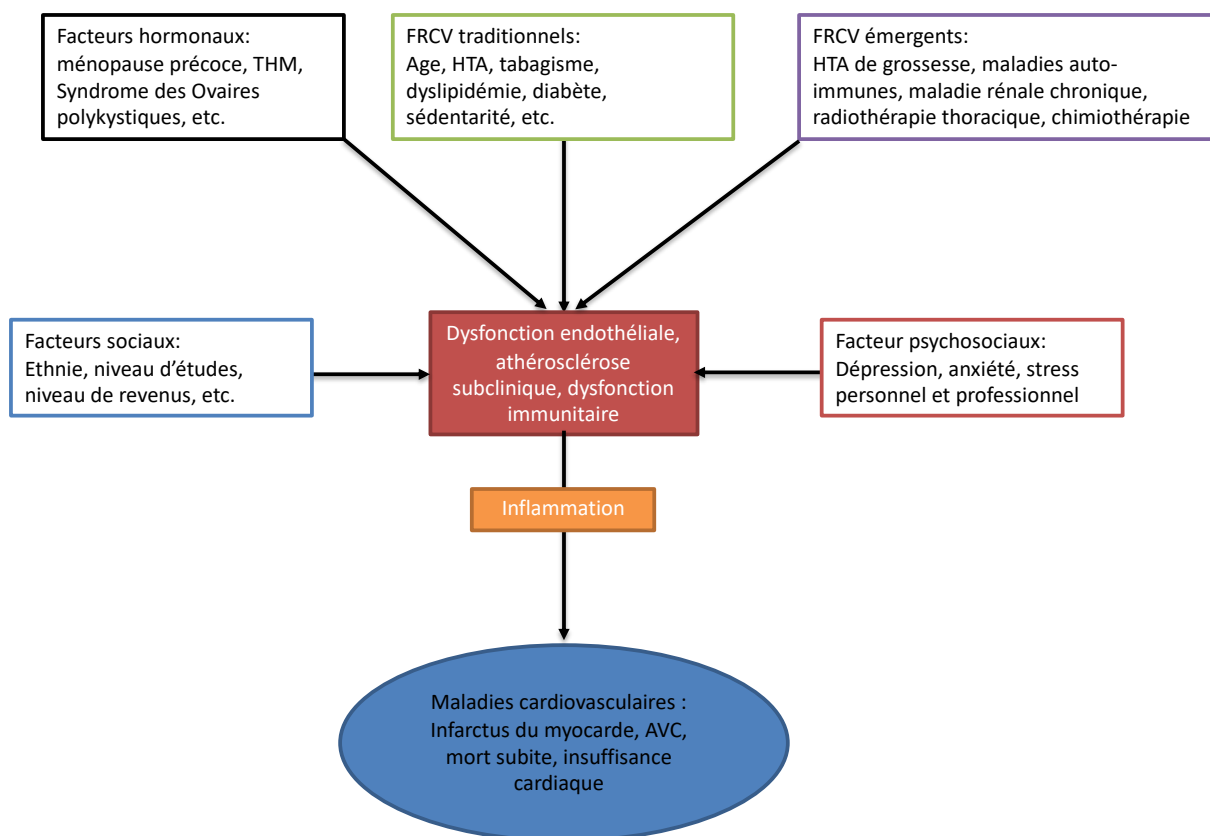 Facteurs hormonaux:
ménopause précoce, THM,
Syndrome des Ovaires
polykystiques, etc.
FRCV traditionnels:
Age, HTA, tabagisme,
dyslipidémie, diabète,
sédentarité, etc.
FRCV émergents:
HTA de grossesse, maladies auto-
immunes, maladie rénale chronique,
radiothérapie thoracique, chimiothérapie
Facteurs sociaux:
Ethnie, niveau d’études,
niveau de revenus, etc.
Dysfonction endothéliale,
athérosclérose
subclinique, dysfonction
immunitaire
Facteur psychosociaux:
Dépression, anxiété, stress
personnel et professionnel
Inflammation
Maladies cardiovasculaires :
Infarctus du myocarde, AVC,
mort subite, insuffisance
cardiaque